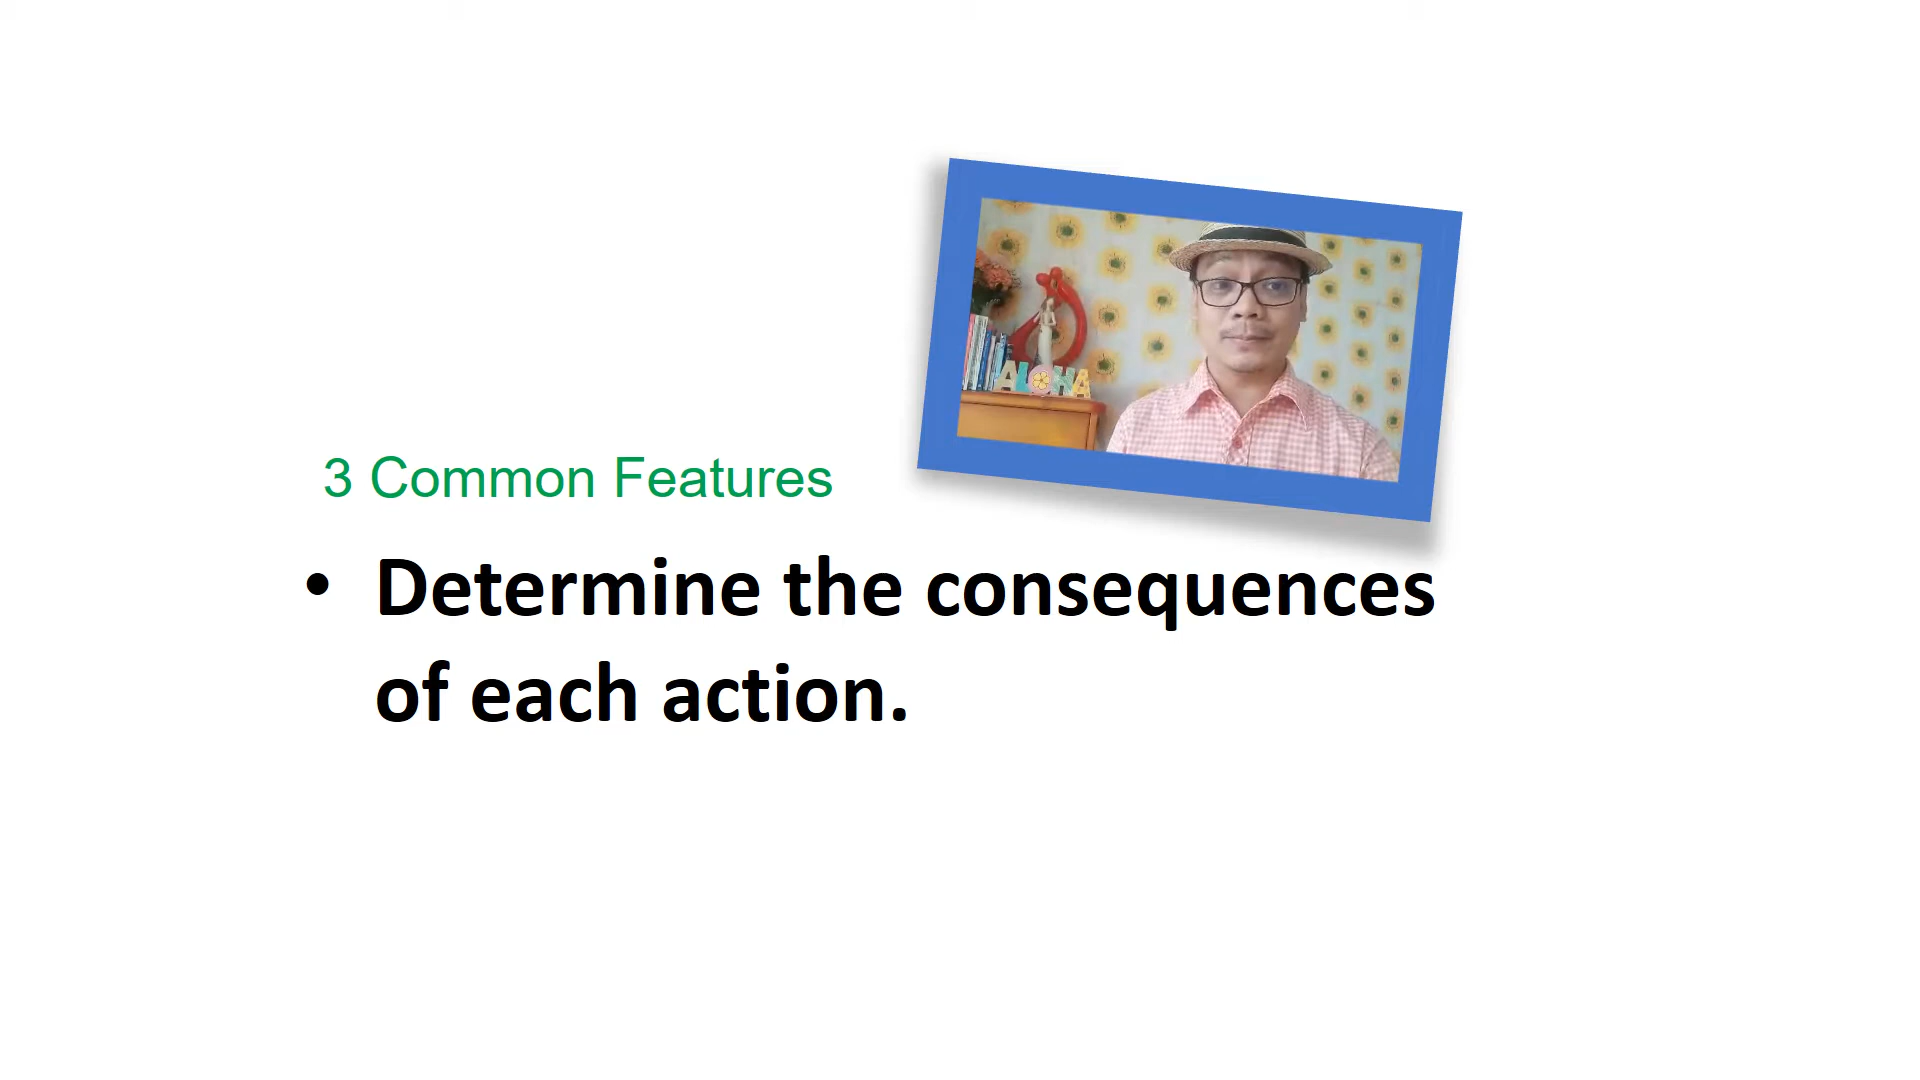 ALOHA
3 Common Features
• Determine the consequences
of each action.